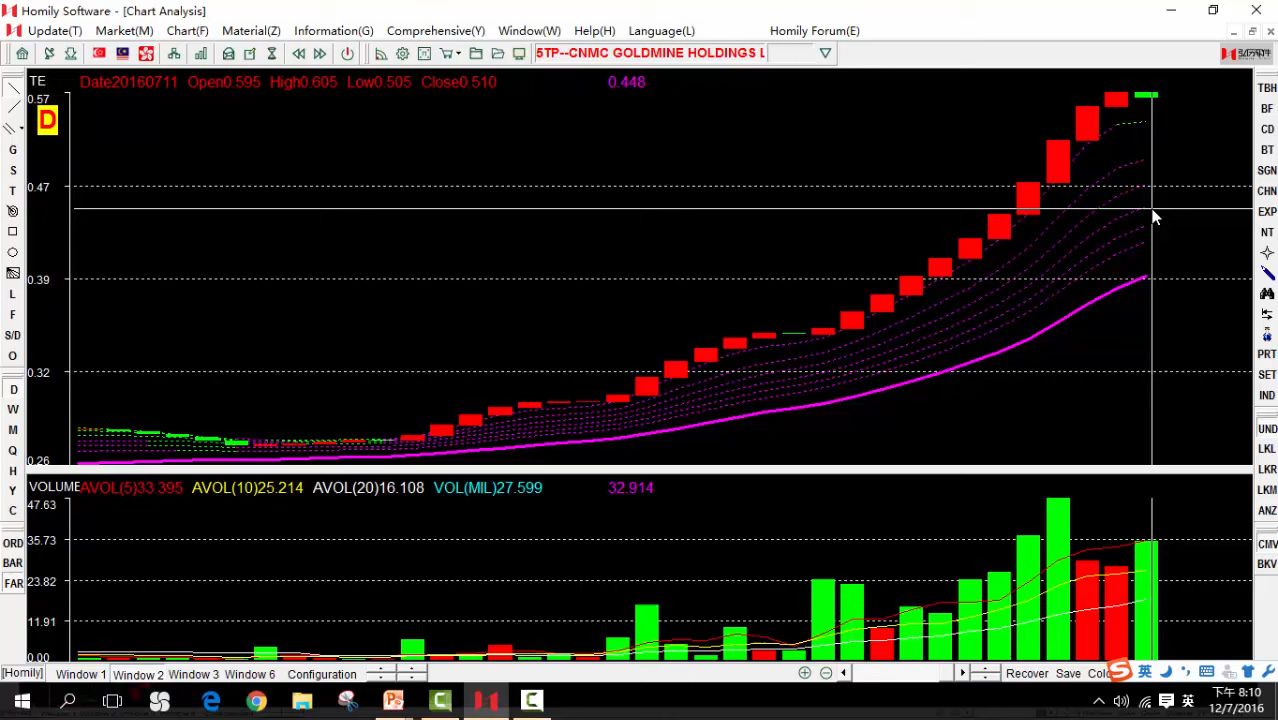 Homily Software - [Chart Analysis]
Update(T) Market(M) Chart(F) Material(Z) Information(G) Comprehensive(Y) Window(W) Help(H) Language(L) Homily Forum(E)
5TP--CNMC GOLDMINE HOLDINGS L
TE Date20160711 Open0.595 High0.605 Low0.505 Close0.510 0.448
0.57
D
0.47
0.39
0.32
0.26
VOLUME AVOL(5)33.395 AVOL(10)25.214 AVOL(20)16.108 VOL(MIL)27.599 32.914
47.63
35.73
23.82
11.91
0.00
G
S
T
L
F
S/D
O
D
W
M
Q
H
Y
C
ORD
BAR
FAR
TBH
BF
CD
BT
SGN
CHN
EXP
NT
PRT
SET
IND
UND
LKL
LKR
LKM
ANZ
CMV
BKV
[Homily] Window 1 Window 2 Window 3 Window 6 Configuration Recover Save Colo
英
英 下午 8:10
12/7/2016